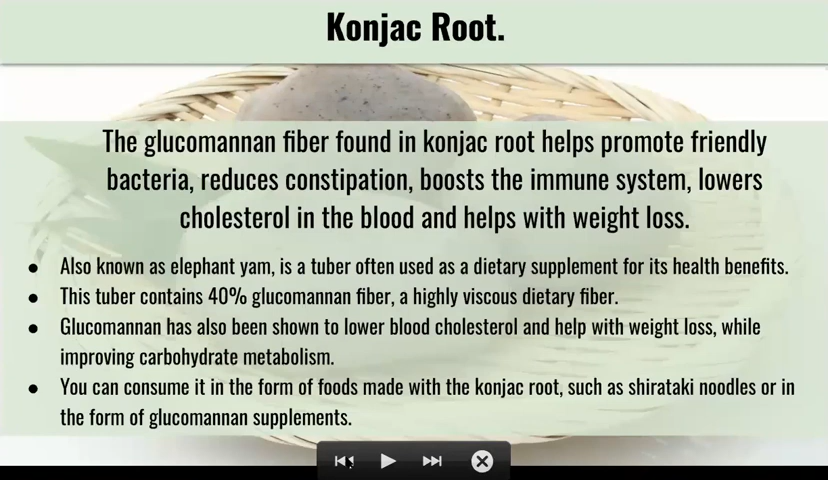 Konjac Root.
The glucomannan fiber found in konjac root helps promote friendly
bacteria, reduces constipation, boosts the immune system, lowers
cholesterol in the blood and helps with weight loss.
● Also known as elephant yam, is a tuber often used as a dietary supplement for its health benefits.
● This tuber contains 40% glucomannan fiber, a highly viscous dietary fiber.
● Glucomannan has also been shown to lower blood cholesterol and help with weight loss, while
improving carbohydrate metabolism.
● You can consume it in the form of foods made with the konjac root, such as shirataki noodles or in
the form of glucomannan supplements.